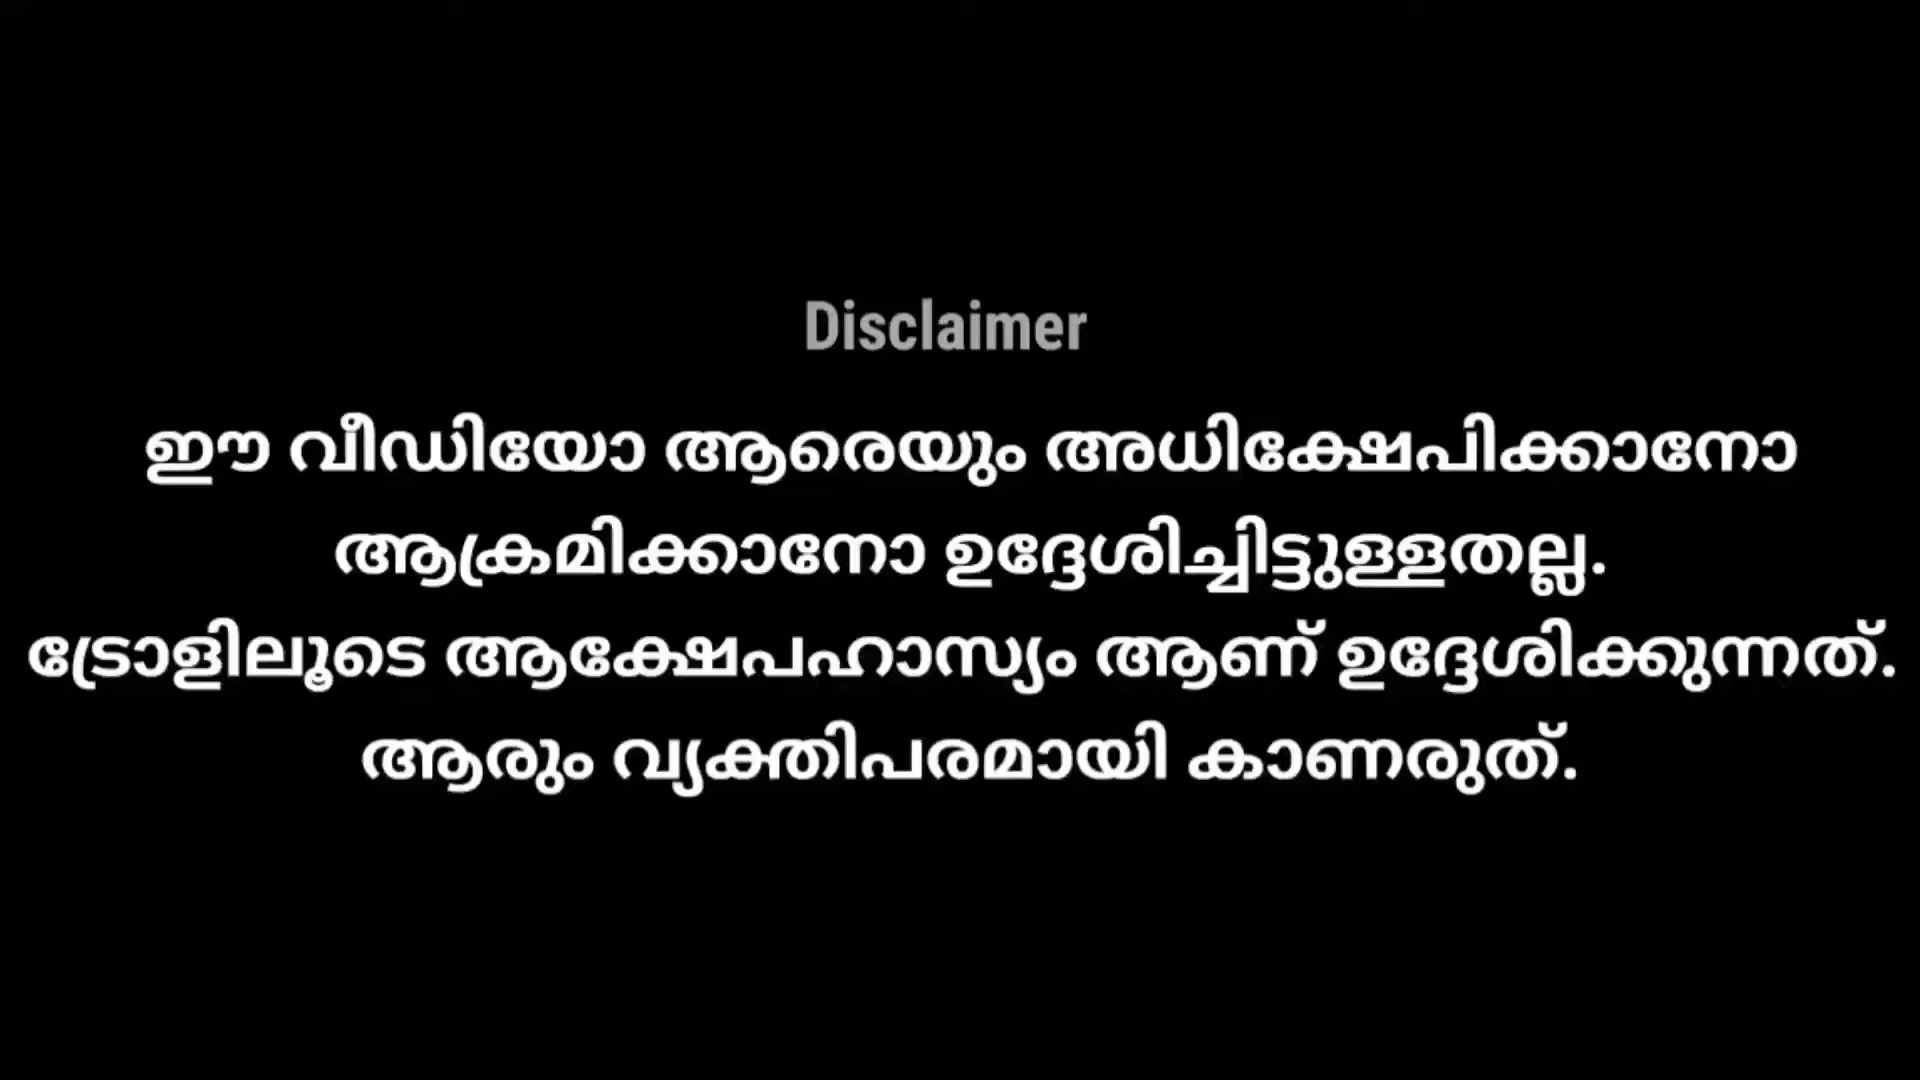 Disclaimer
ഈ വീഡിയോ ആരെയും അധിക്ഷേപിക്കാനോ
ആക്രമിക്കാനോ ഉദ്ദേശിച്ചിട്ടുള്ളതല്ല.
ട്രോളിലൂടെ ആക്ഷേപഹാസ്യം ആണ് ഉദ്ദേശിക്കുന്നത്.
ആരും വ്യക്തിപരമായി കാണരുത്.